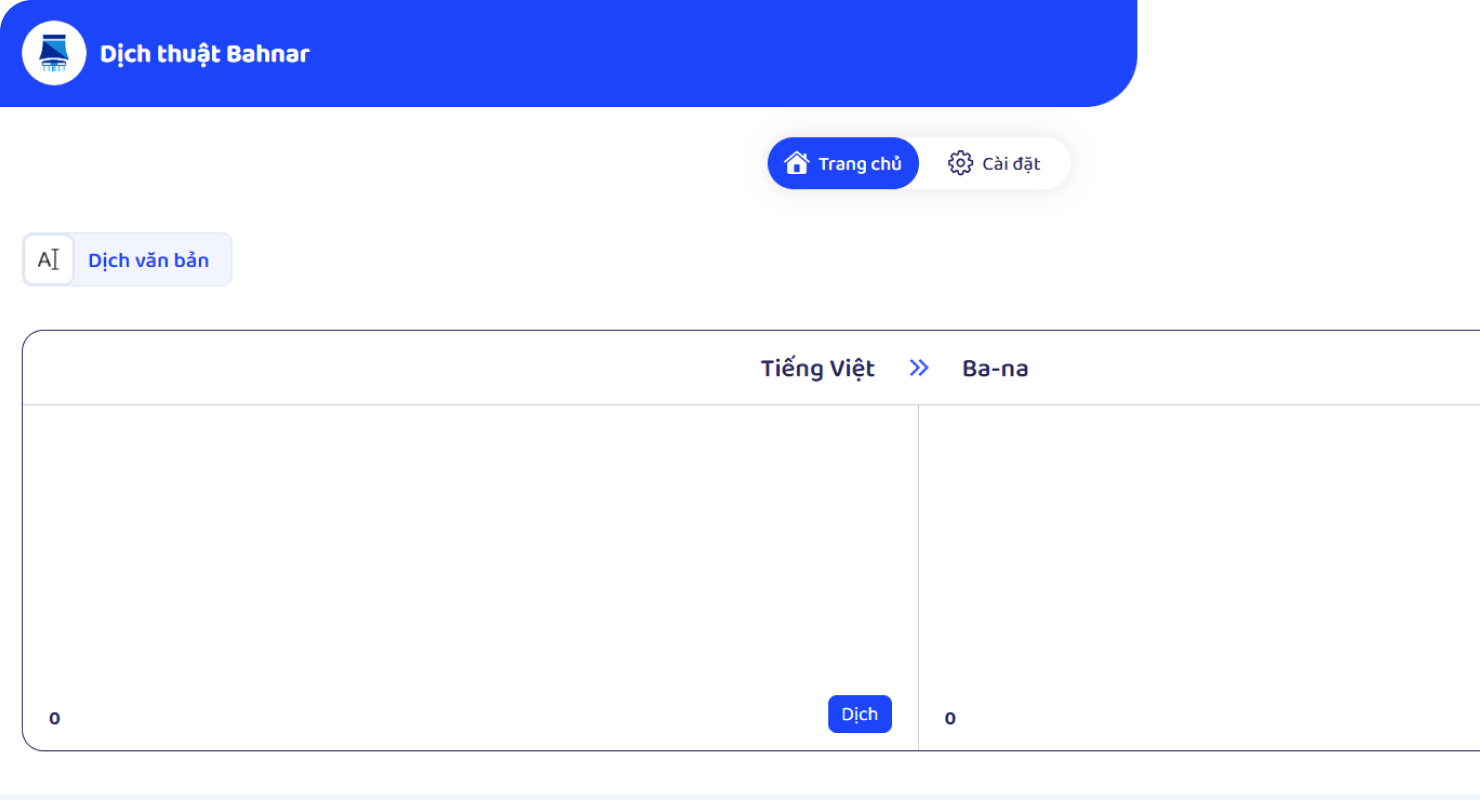 Dịch thuật Bahnar
Trang chủ
Cài đặt
AI Dịch văn bản
Tiếng Việt » Ba-na
0
Dịch
0